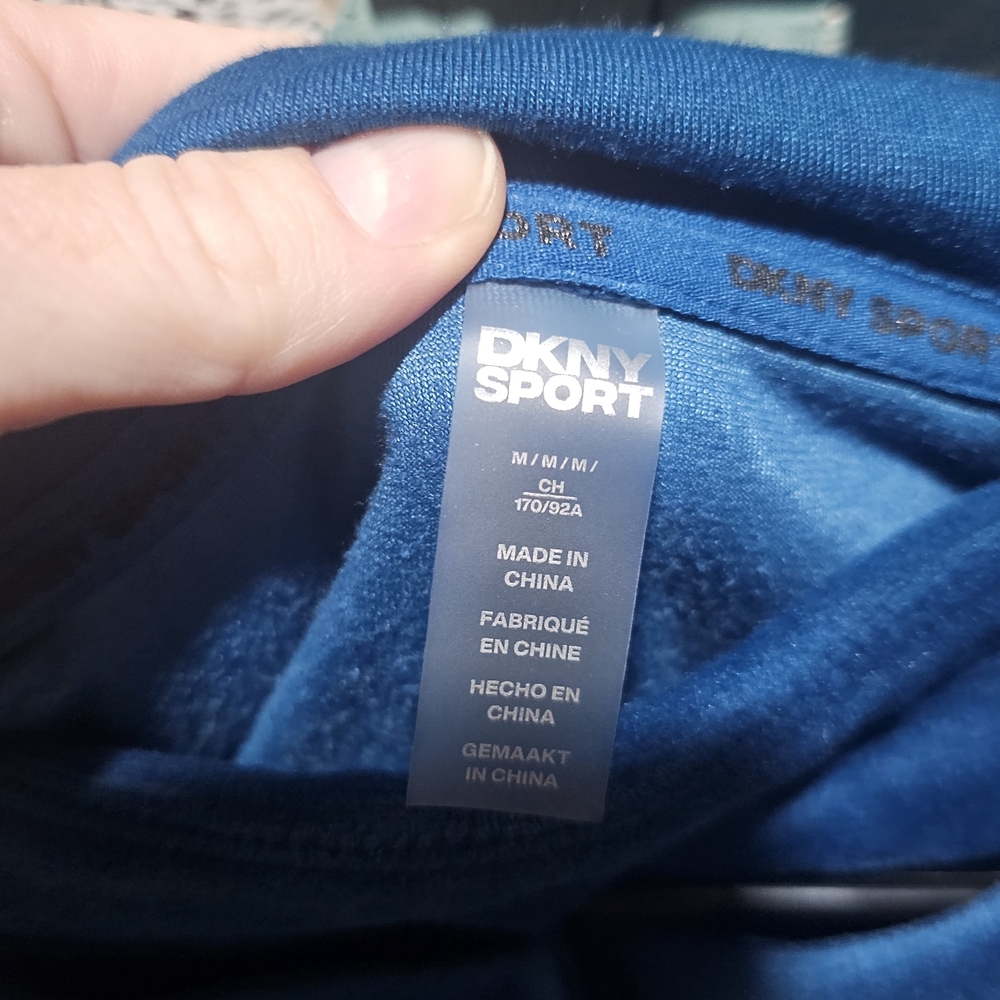 ORT
DKNY SPOR
DKNY
SPORT
M / M / M /
CH
170/92A
MADE IN
CHINA
FABRIQUÉ
EN CHINE
HECHO EN
CHINA
GEMAAKT
IN CHINA